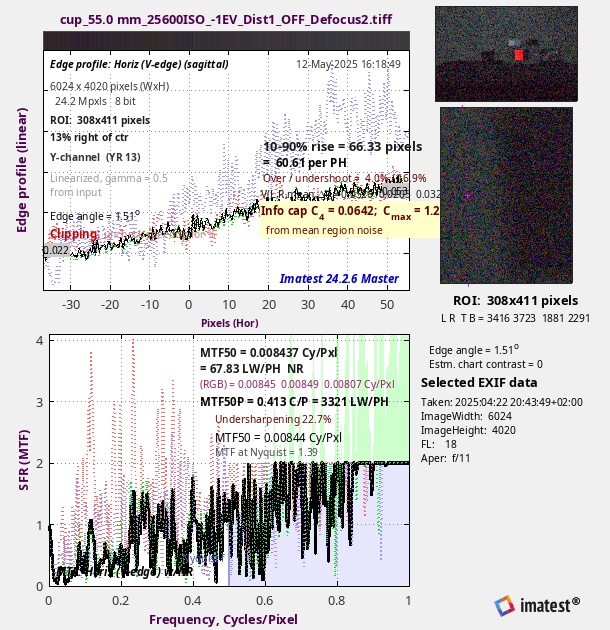 cup_55.0 mm_25600ISO_-1EV_Dist1_OFF_Defocus2.tiff
Edge profile: Horiz (V-edge) (sagittal)
12-May-2025 16:18:49
6024 x 4020 pixels (WxH)
24.2 Mpxls 8 bit
ROI: 308x411 pixels
13% right of ctr
Y-channel (YR 13)
Linearized, gamma = 0.5
from input
Edge angle = 1.51°
Clipping
0.022
10-90% rise = 66.33 pixels
= 60.61 per PH
Over / undershoot = 4.0%
0.053
Info cap C4 = 0.0642; Cmax = 1.2
from mean region noise
Imatest 24.2.6 Master
Edge profile (linear)
-30 -20 -10 0 10 20 30 40 50
Pixels (Hor)
ROI: 308x411 pixels
L R T B = 3416 3723 1881 2291
Edge angle = 1.51°
Estm. chart contrast = 0
Selected EXIF data
Taken: 2025:04:22 20:43:49+02:00
ImageWidth: 6024
ImageHeight: 4020
FL: 18
Aper: f/11
MTF50 = 0.008437 Cy/Pxl
= 67.83 LW/PH NR
(RGB) = 0.00845 0.00849 0.00807 Cy/Pxl
MTF50P = 0.413 C/P = 3321 LW/PH
Undersharpening 22.7%
MTF50 = 0.00844 Cy/Pxl
MTF at Nyquist = 1.39
SFR (MTF)
4
3
2
1
0
0 0.2 0.4 0.6 0.8 1
Frequency, Cycles/Pixel
imatest®